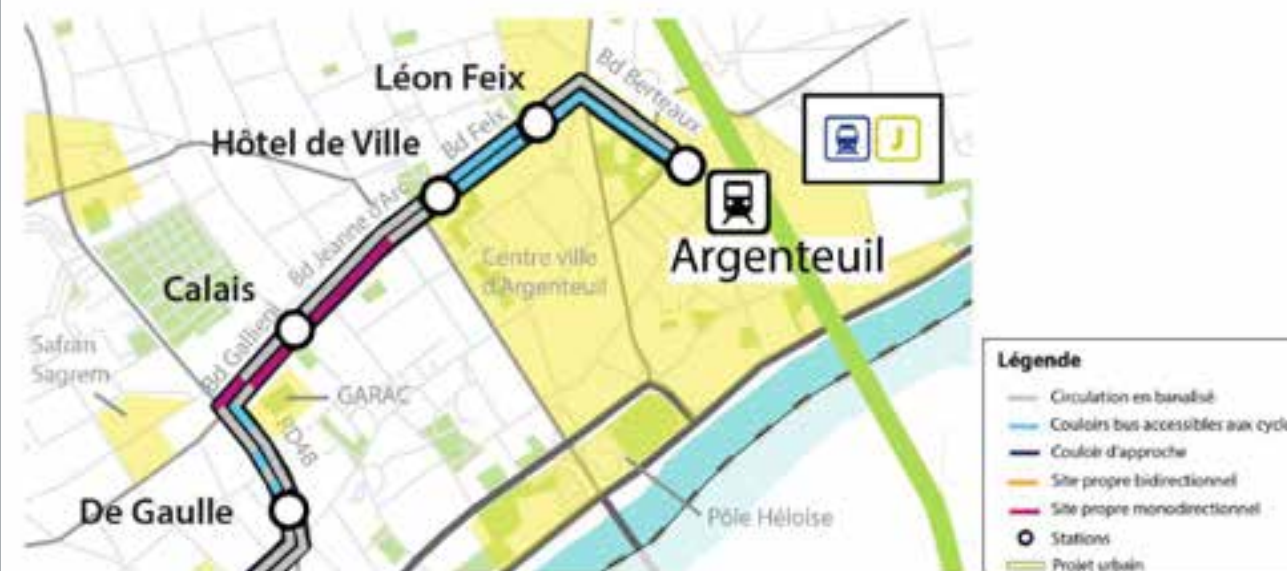 Léon Feix
Bd Berteaux
Hôtel de Ville
Bd Feix
J
Bd Jeanne d'Arc
Argenteuil
Centre ville
d'Argenteuil
Calais
Bd Gallieni
Safran
Sagrem
GARAC
RD48
De Gaulle
Pôle Héloise
Légende
Circulation en banalisé
Couloirs bus accessibles aux cycl
Couloir d'approche
Site propre bidirectionnel
Site propre monodirectionnel
Stations
Projet urbain